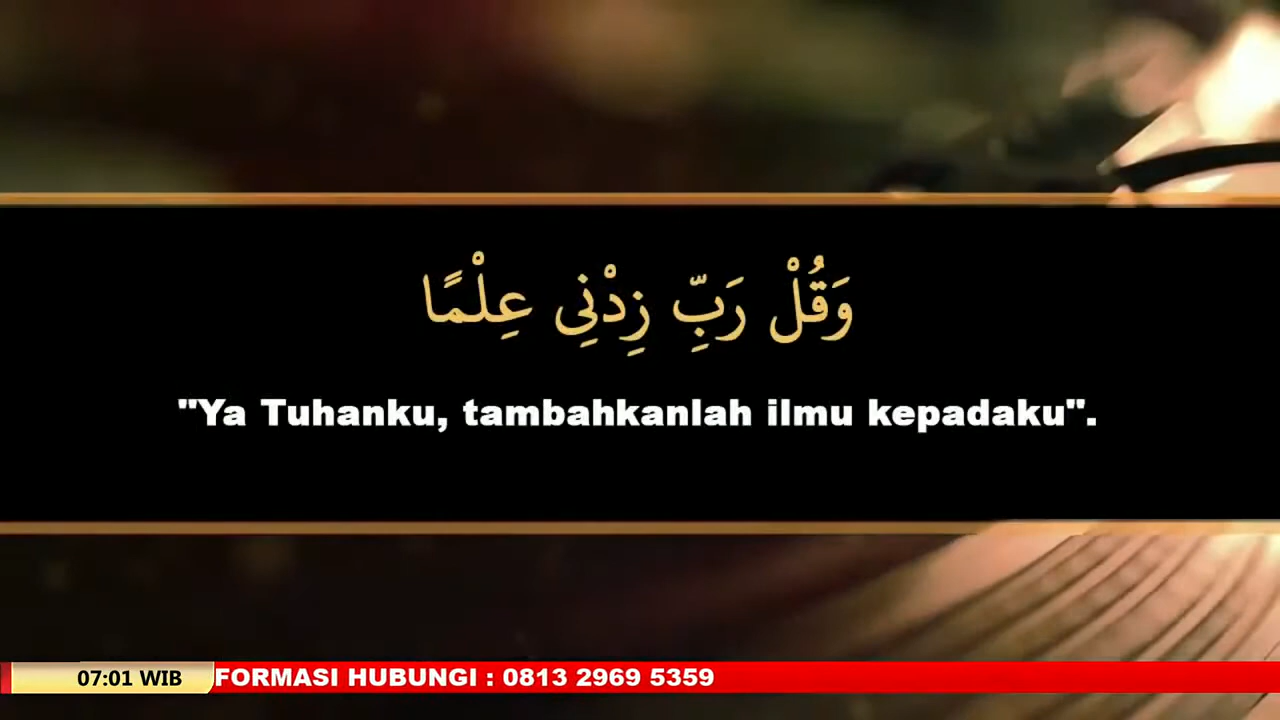 وَقُلْ رَبِّ زِدْنِى عِلْمًا
"Ya Tuhanku, tambahkanlah ilmu kepadaku".
07:01 WIB
FORMASI HUBUNGI : 0813 2969 5359